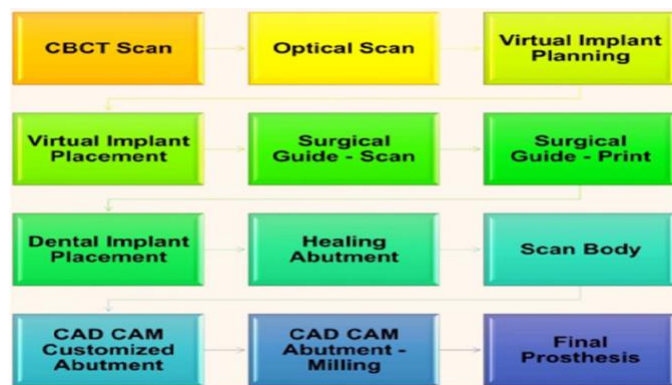 CBCT Scan
Optical Scan
Virtual Implant
Planning
Virtual Implant
Placement
Surgical
Guide - Scan
Surgical
Guide - Print
Dental Implant
Placement
Healing
Abutment
Scan Body
CAD CAM
Customized
Abutment
CAD CAM
Abutment -
Milling
Final
Prosthesis